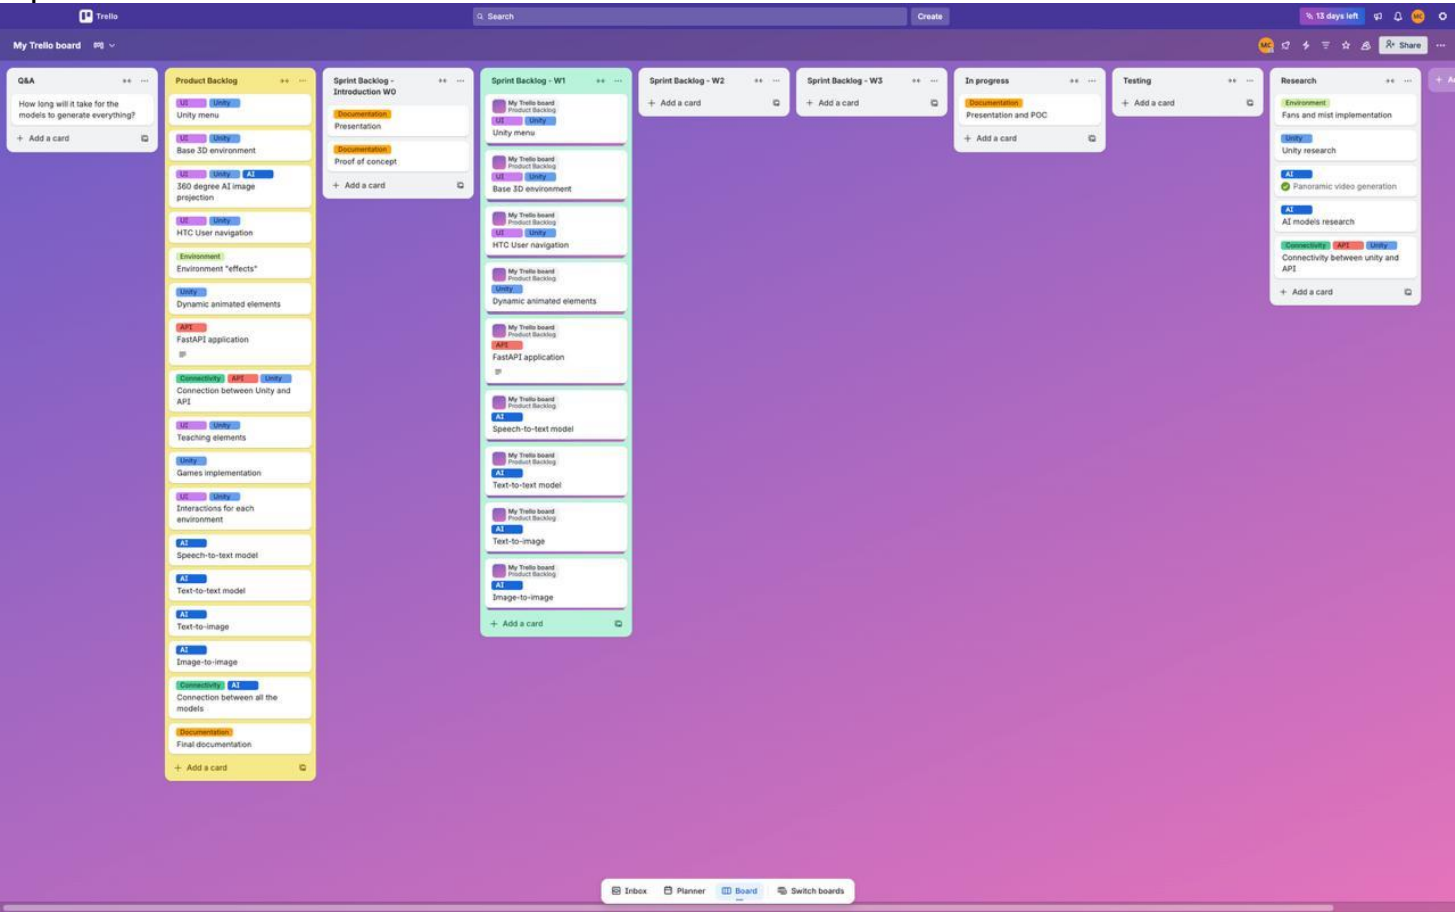 Trello
Search
Create
13 days left
MC
My Trello board
MC
Share
Q&A
How long will it take for the
models to generate everything?
+ Add a card
Product Backlog
UI Unity
Unity menu
UI Unity
Base 3D environment
UI Unity AI
360 degree AI image
projection
UI Unity
HTC User navigation
Environment
Environment "effects"
Unity
Dynamic animated elements
API
FastAPI application
Connectivity API Unity
Connection between Unity and
API
UI Unity
Teaching elements
Unity
Games implementation
UI Unity
Interactions for each
environment
AI
Speech-to-text model
AI
Text-to-text model
AI
Text-to-image
AI
Image-to-image
Connectivity AI
Connection between all the
models
Documentation
Final documentation
+ Add a card
Sprint Backlog -
Introduction W0
Documentation
Presentation
Documentation
Proof of concept
+ Add a card
Sprint Backlog - W1
My Trello board
Product Backlog
UI Unity
Unity menu
My Trello board
Product Backlog
UI Unity
Base 3D environment
My Trello board
Product Backlog
UI Unity
HTC User navigation
My Trello board
Product Backlog
Unity
Dynamic animated elements
My Trello board
Product Backlog
API
FastAPI application
My Trello board
Product Backlog
AI
Speech-to-text model
My Trello board
Product Backlog
AI
Text-to-text model
My Trello board
Product Backlog
AI
Text-to-image
My Trello board
Product Backlog
AI
Image-to-image
+ Add a card
Sprint Backlog - W2
+ Add a card
Sprint Backlog - W3
+ Add a card
In progress
Documentation
Presentation and POC
+ Add a card
Testing
+ Add a card
Research
Environment
Fans and mist implementation
Unity
Unity research
AI
Panoramic video generation
AI
AI models research
Connectivity API Unity
Connectivity between unity and
API
+ Add a card
Inbox
Planner
Board
Switch boards